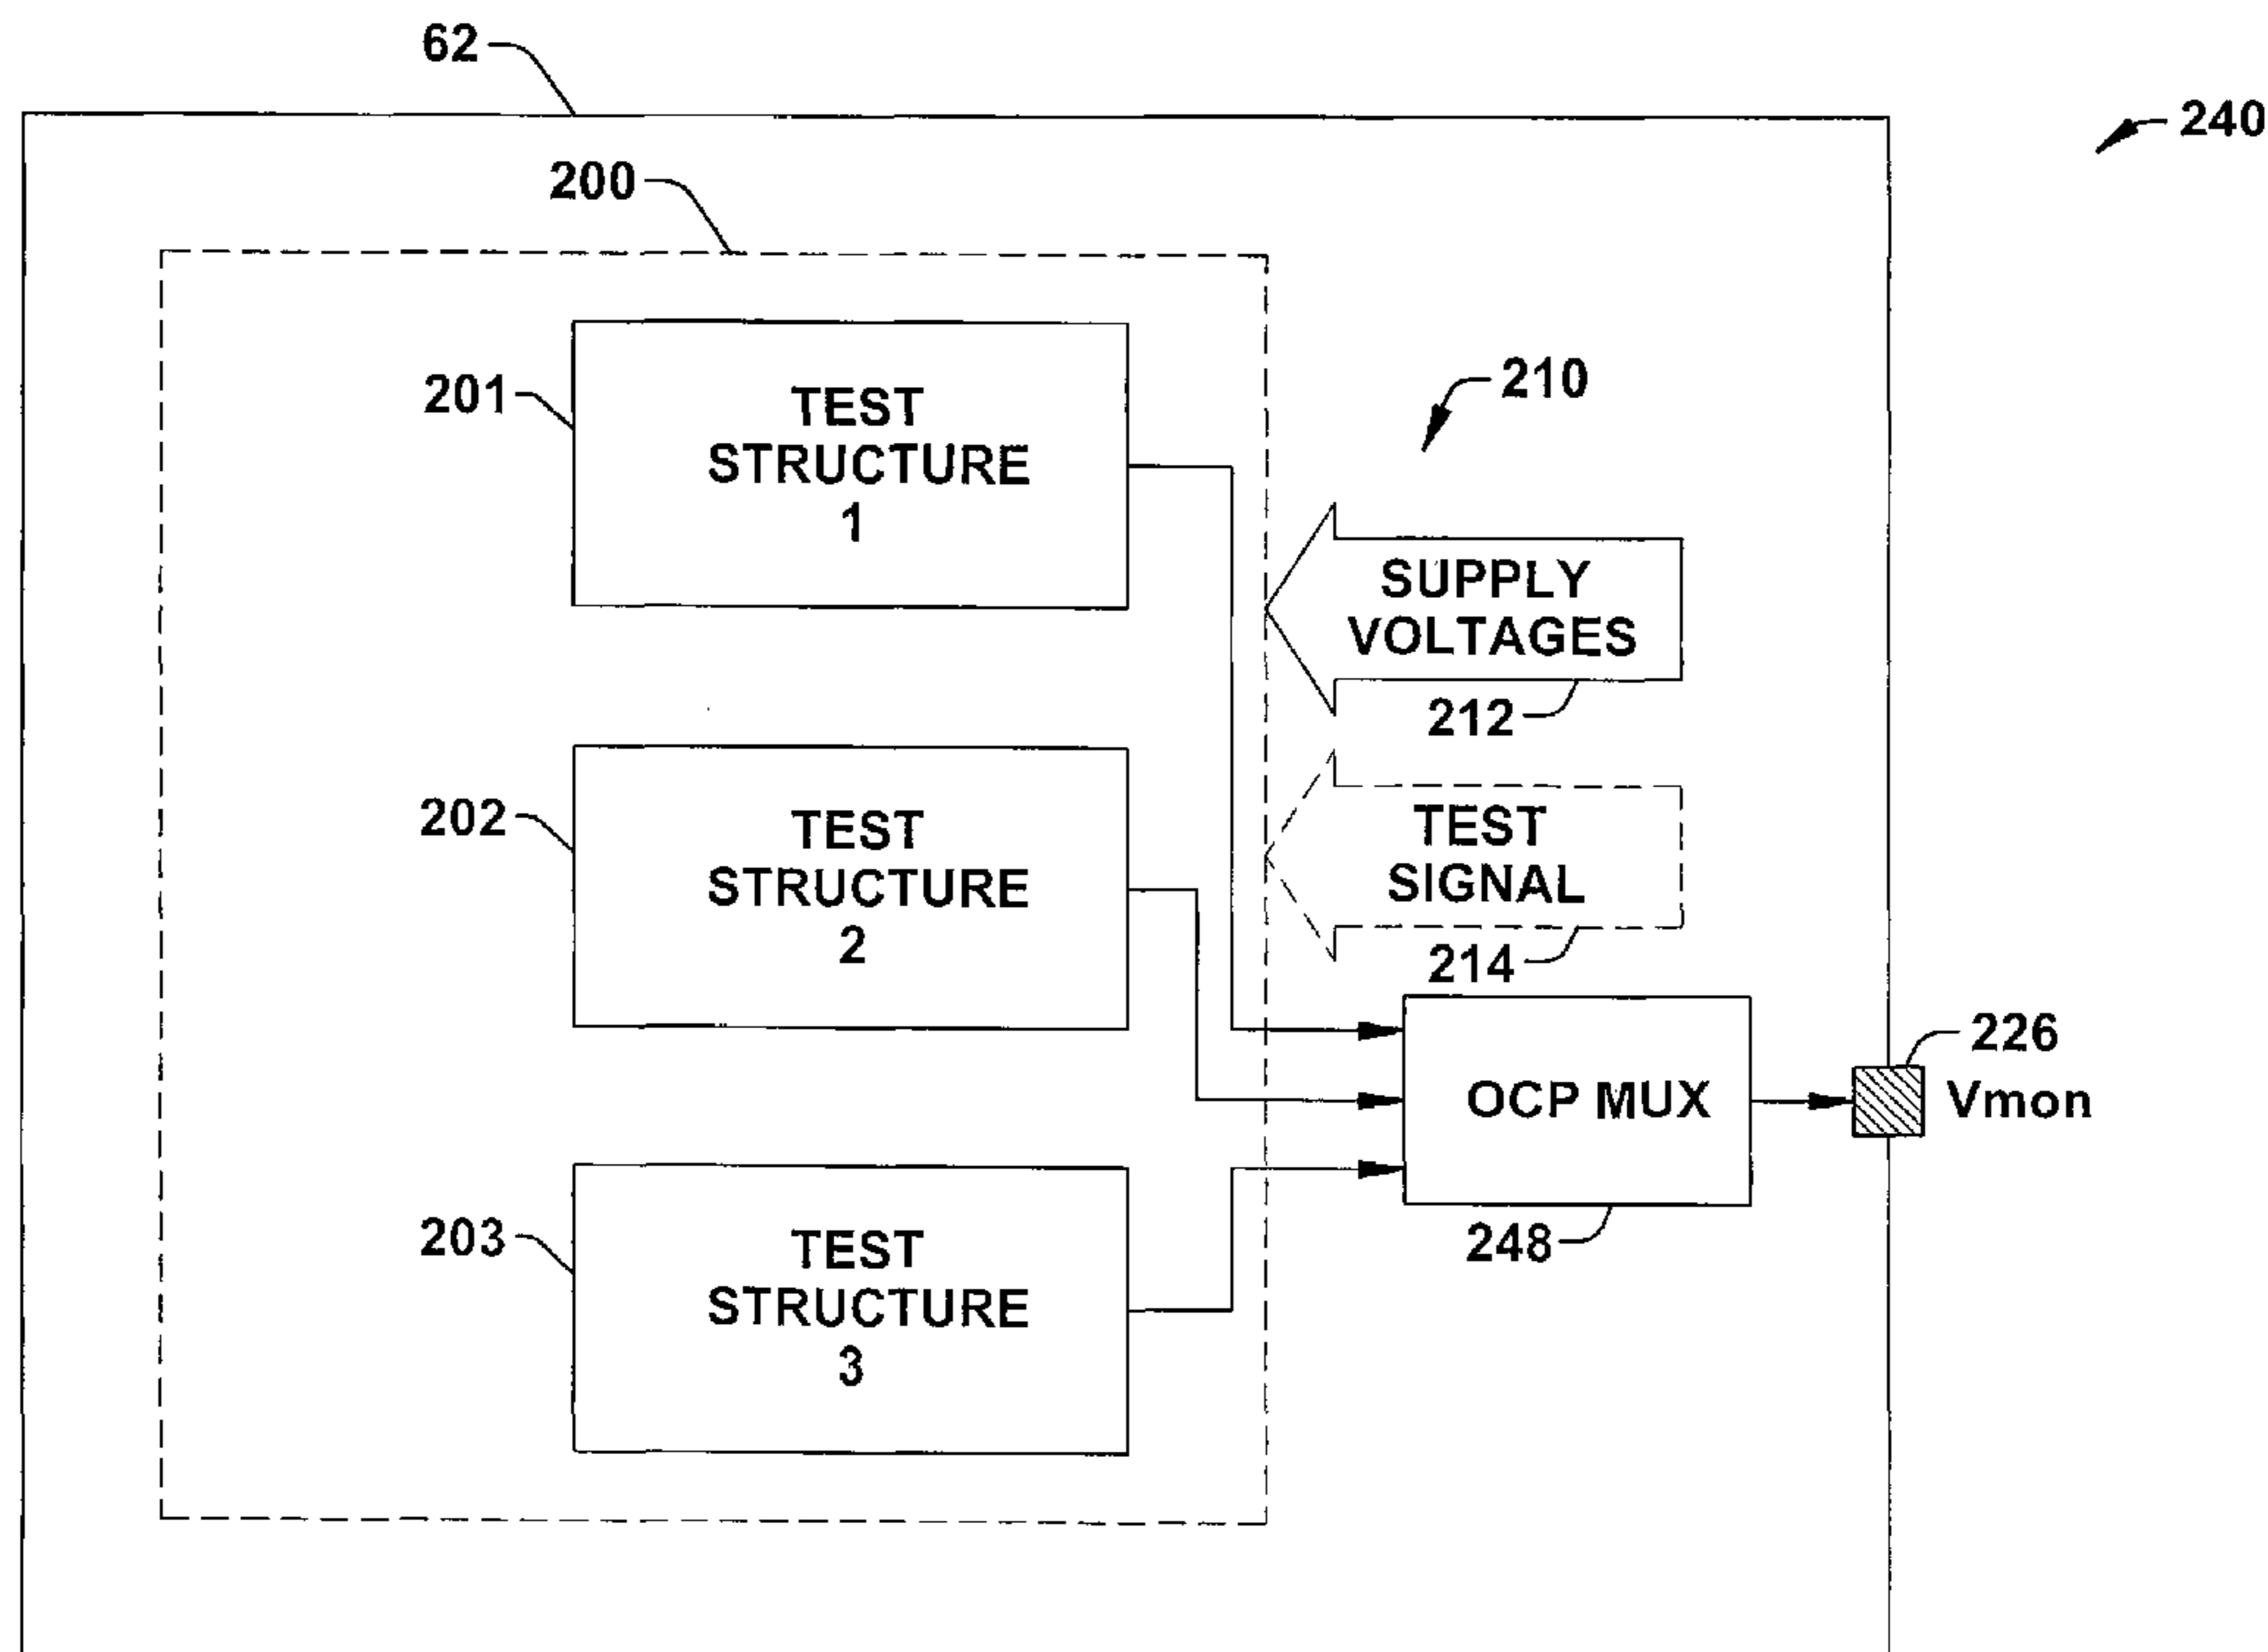 62
240
200
201
TEST
STRUCTURE
1
210
SUPPLY
VOLTAGES
212
202
TEST
STRUCTURE
2
TEST
SIGNAL
214
226
OCP MUX
Vmon
248
203
TEST
STRUCTURE
3